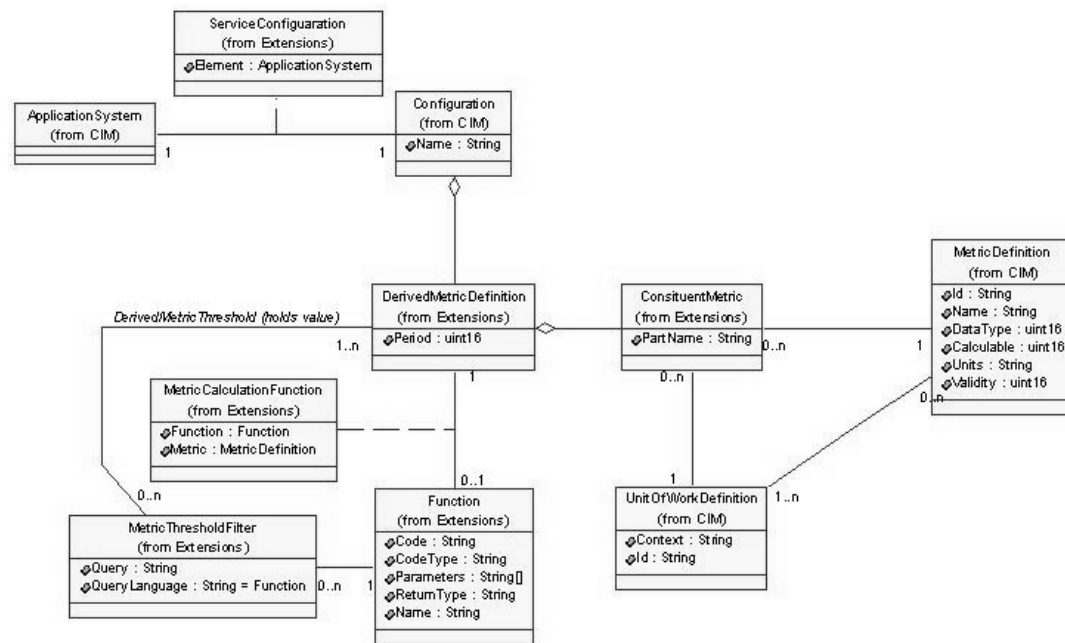 ServiceConfiguaration
(from Extensions)
Element : ApplicationSystem
ApplicationSystem
(from CIM)
1
1
Configuration
(from CIM)
Name : String
DerivedMetricThreshold (holds value)
1..n
DerivedMetricDefinition
(from Extensions)
Period : uint16
1
ConsituentMetric
(from Extensions)
PartName : String
0..n
0..n
1
MetricDefinition
(from CIM)
Id : String
Name : String
DataType : uint16
Calculable : uint16
Units : String
Validity : uint16
0..n
MetricCalculationFunction
(from Extensions)
Function : Function
Metric : MetricDefinition
0..1
0..n
MetricThresholdFilter
(from Extensions)
Query : String
QueryLanguage : String = Function
0..n
1
Function
(from Extensions)
Code : String
CodeType : String
Parameters : String[]
ReturnType : String
Name : String
1
1..n
UnitOfWorkDefinition
(from CIM)
Context : String
Id : String